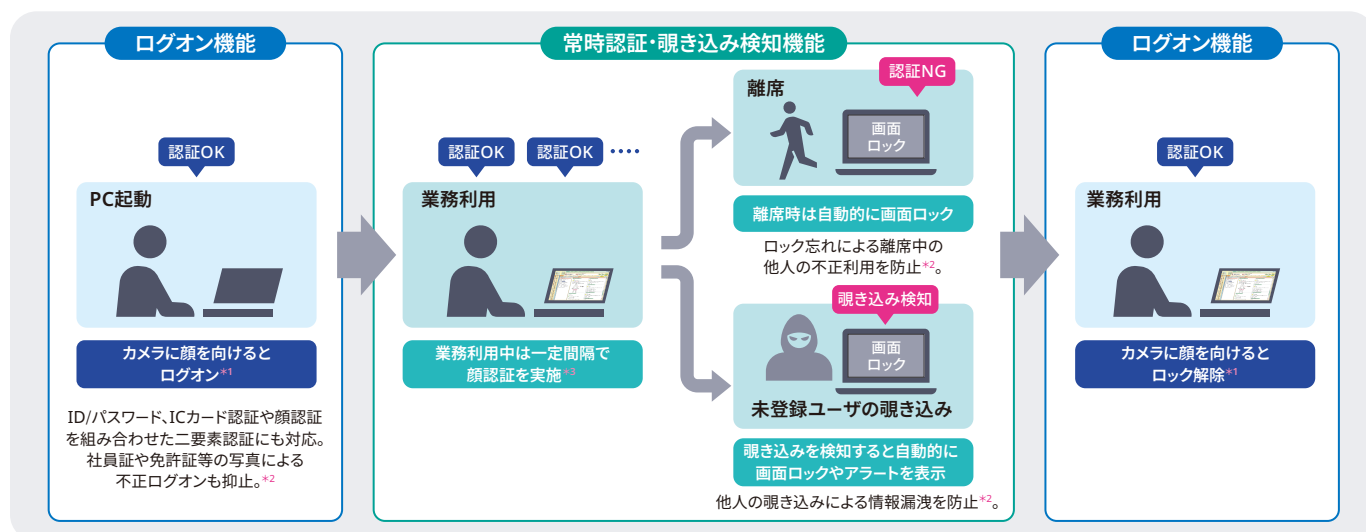 ログオン機能
認証OK
PC起動
カメラに顔を向けると
ログオン*1
ID/パスワード、ICカード認証や顔認証
を組み合わせた二要素認証にも対応。
社員証や免許証等の写真による
不正ログオンも抑止。*2
常時認証・覗き込み検知機能
認証OK 認証OK ····
業務利用
業務利用中は一定間隔で
顔認証を実施*3
認証NG
離席
画面
ロック
離席時は自動的に画面ロック
ロック忘れによる離席中の
他人の不正利用を防止*2。
覗き込み検知
画面
ロック
未登録ユーザの覗き込み
覗き込みを検知すると自動的に
画面ロックやアラートを表示
他人の覗き込みによる情報漏洩を防止*2。
ログオン機能
認証OK
業務利用
カメラに顔を向けると
ロック解除*1